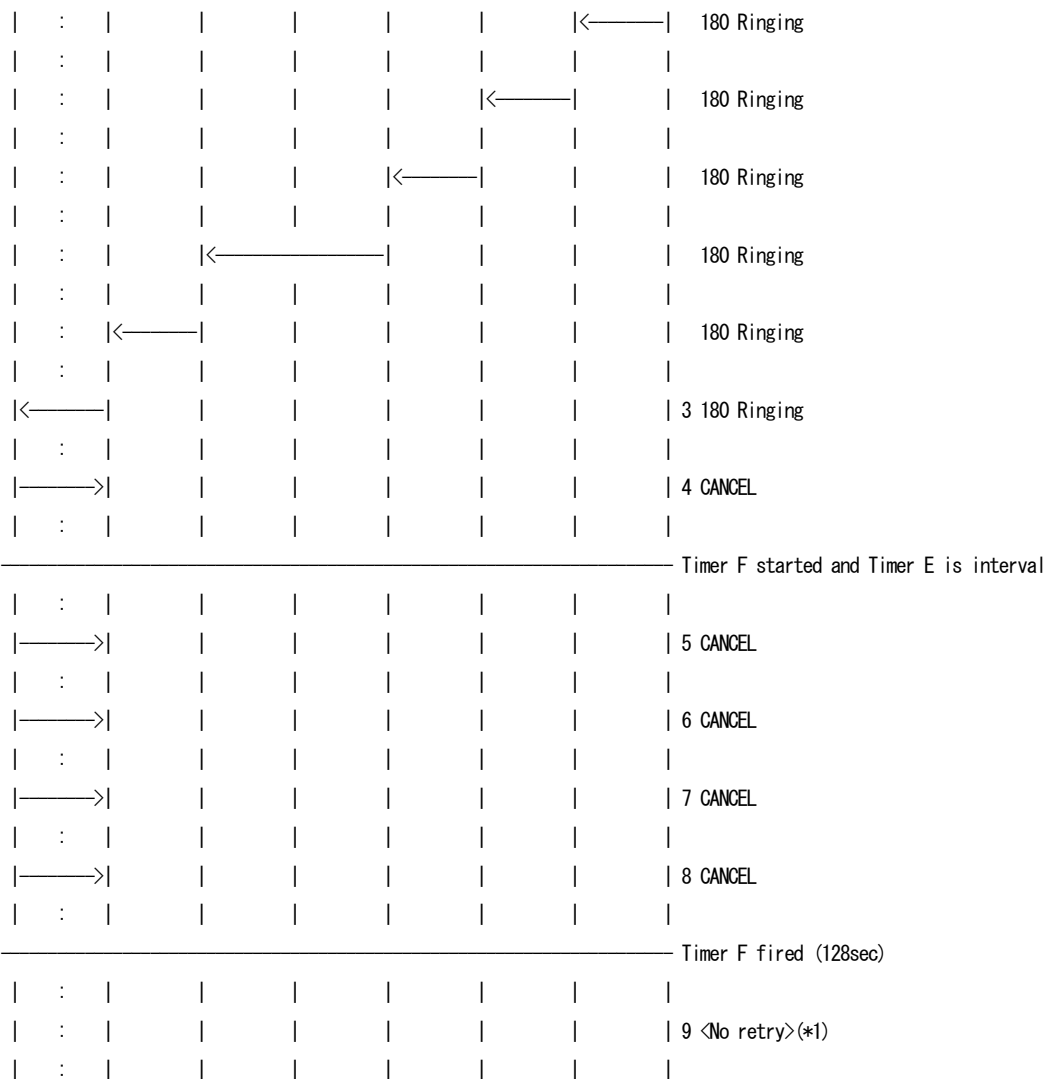 180 Ringing
180 Ringing
180 Ringing
180 Ringing
180 Ringing
3 180 Ringing
4 CANCEL
Timer F started and Timer E is interval
5 CANCEL
6 CANCEL
7 CANCEL
8 CANCEL
Timer F fired (128sec)
9 <No retry>(*1)